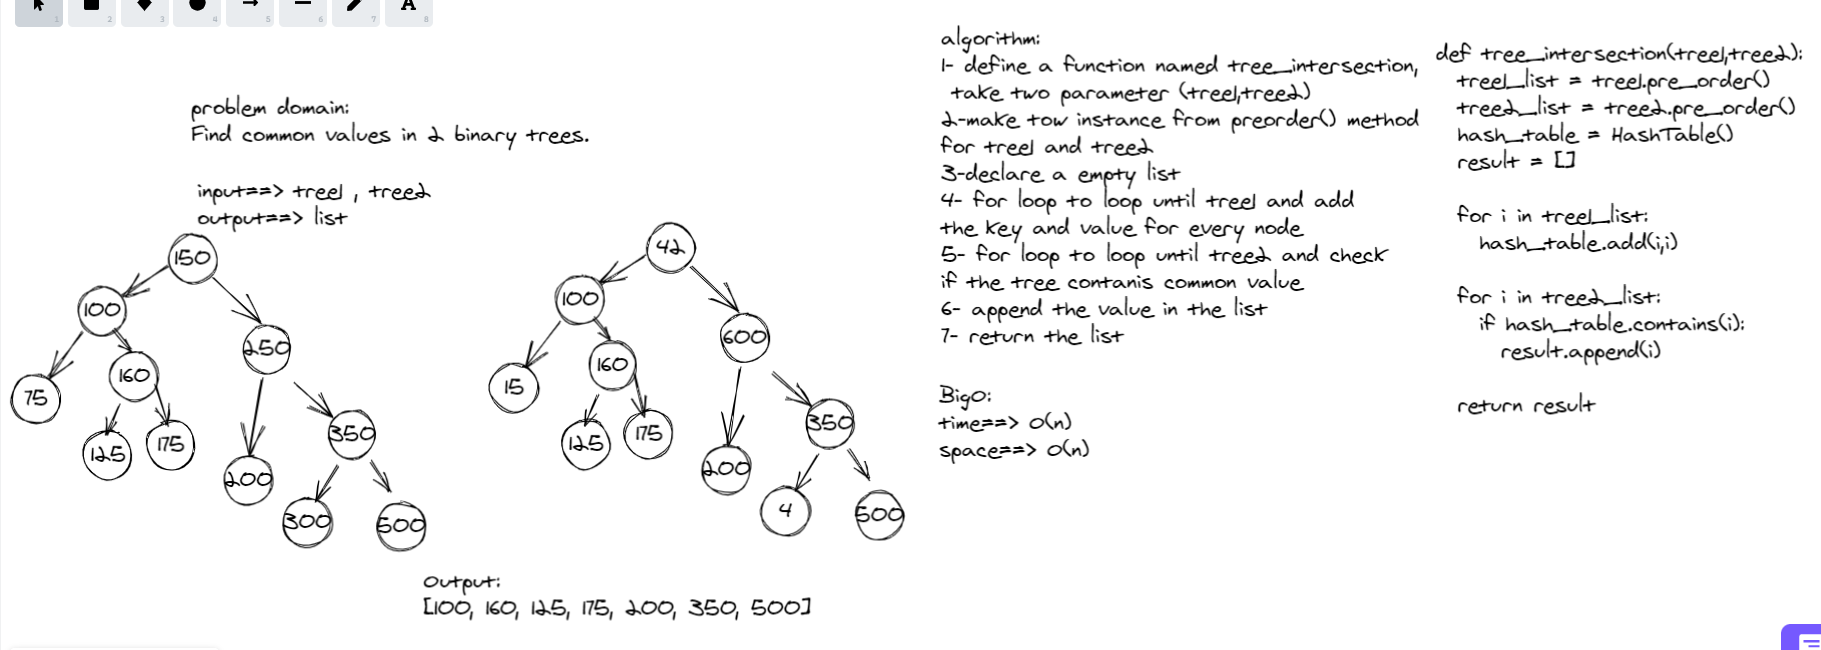 1
2
3
4
5
6
7
A
8
problem domain:
Find common values in 2 binary trees.
input==> tree1 , tree2
output==> list
150
100
250
75
160
350
125
175
200
300
500
42
100
600
15
160
350
125
175
200
4
500
Output:
[100, 160, 125, 175, 200, 350, 500]
algorithm:
1- define a function named tree_intersection,
take two parameter (tree1,tree2)
2-make tow instance from preorder() method
for tree1 and tree2
3-declare a empty list
4- for loop to loop until tree1 and add
the key and value for every node
5- for loop to loop until tree2 and check
if the tree contanis common value
6- append the value in the list
7- return the list
BigO:
time==> O(n)
space==> O(n)
def tree_intersection(tree1,tree2):
tree1_list = tree1.pre_order()
tree2_list = tree2.pre_order()
hash_table = HashTable()
result = []
for i in tree1_list:
hash_table.add(i,i)
for i in tree2_list:
if hash_table.contains(i):
result.append(i)
return result